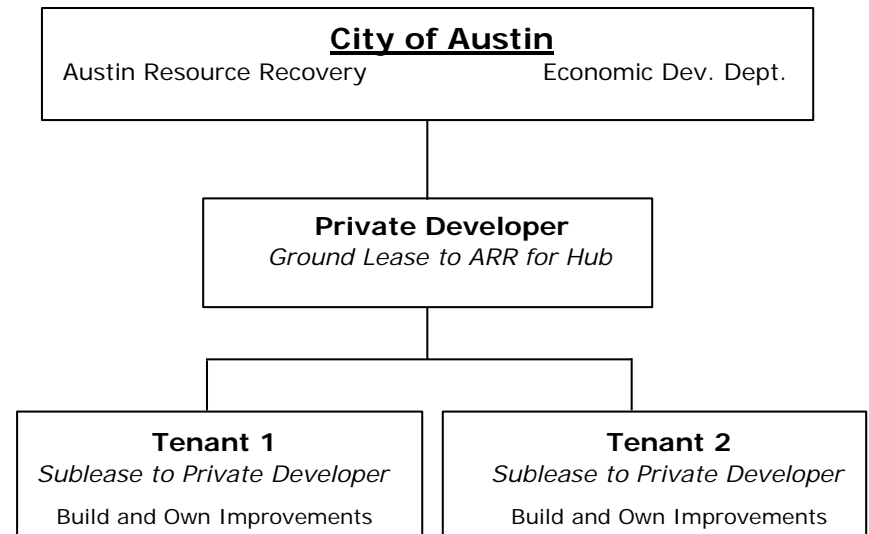 City of Austin
Austin Resource Recovery Economic Dev. Dept.
Private Developer
Ground Lease to ARR for Hub
Tenant 1
Sublease to Private Developer
Build and Own Improvements
Tenant 2
Sublease to Private Developer
Build and Own Improvements